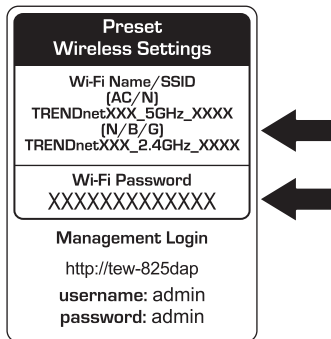 Preset
Wireless Settings
Wi-Fi Name/SSID
(AC/N)
TRENDnetXXX_5GHz_XXXX
(N/B/G)
TRENDnetXXX_2.4GHz_XXXX
Wi-Fi Password
XXXXXXXXXXXXX
Management Login
http://tew-825dap
username: admin
password: admin